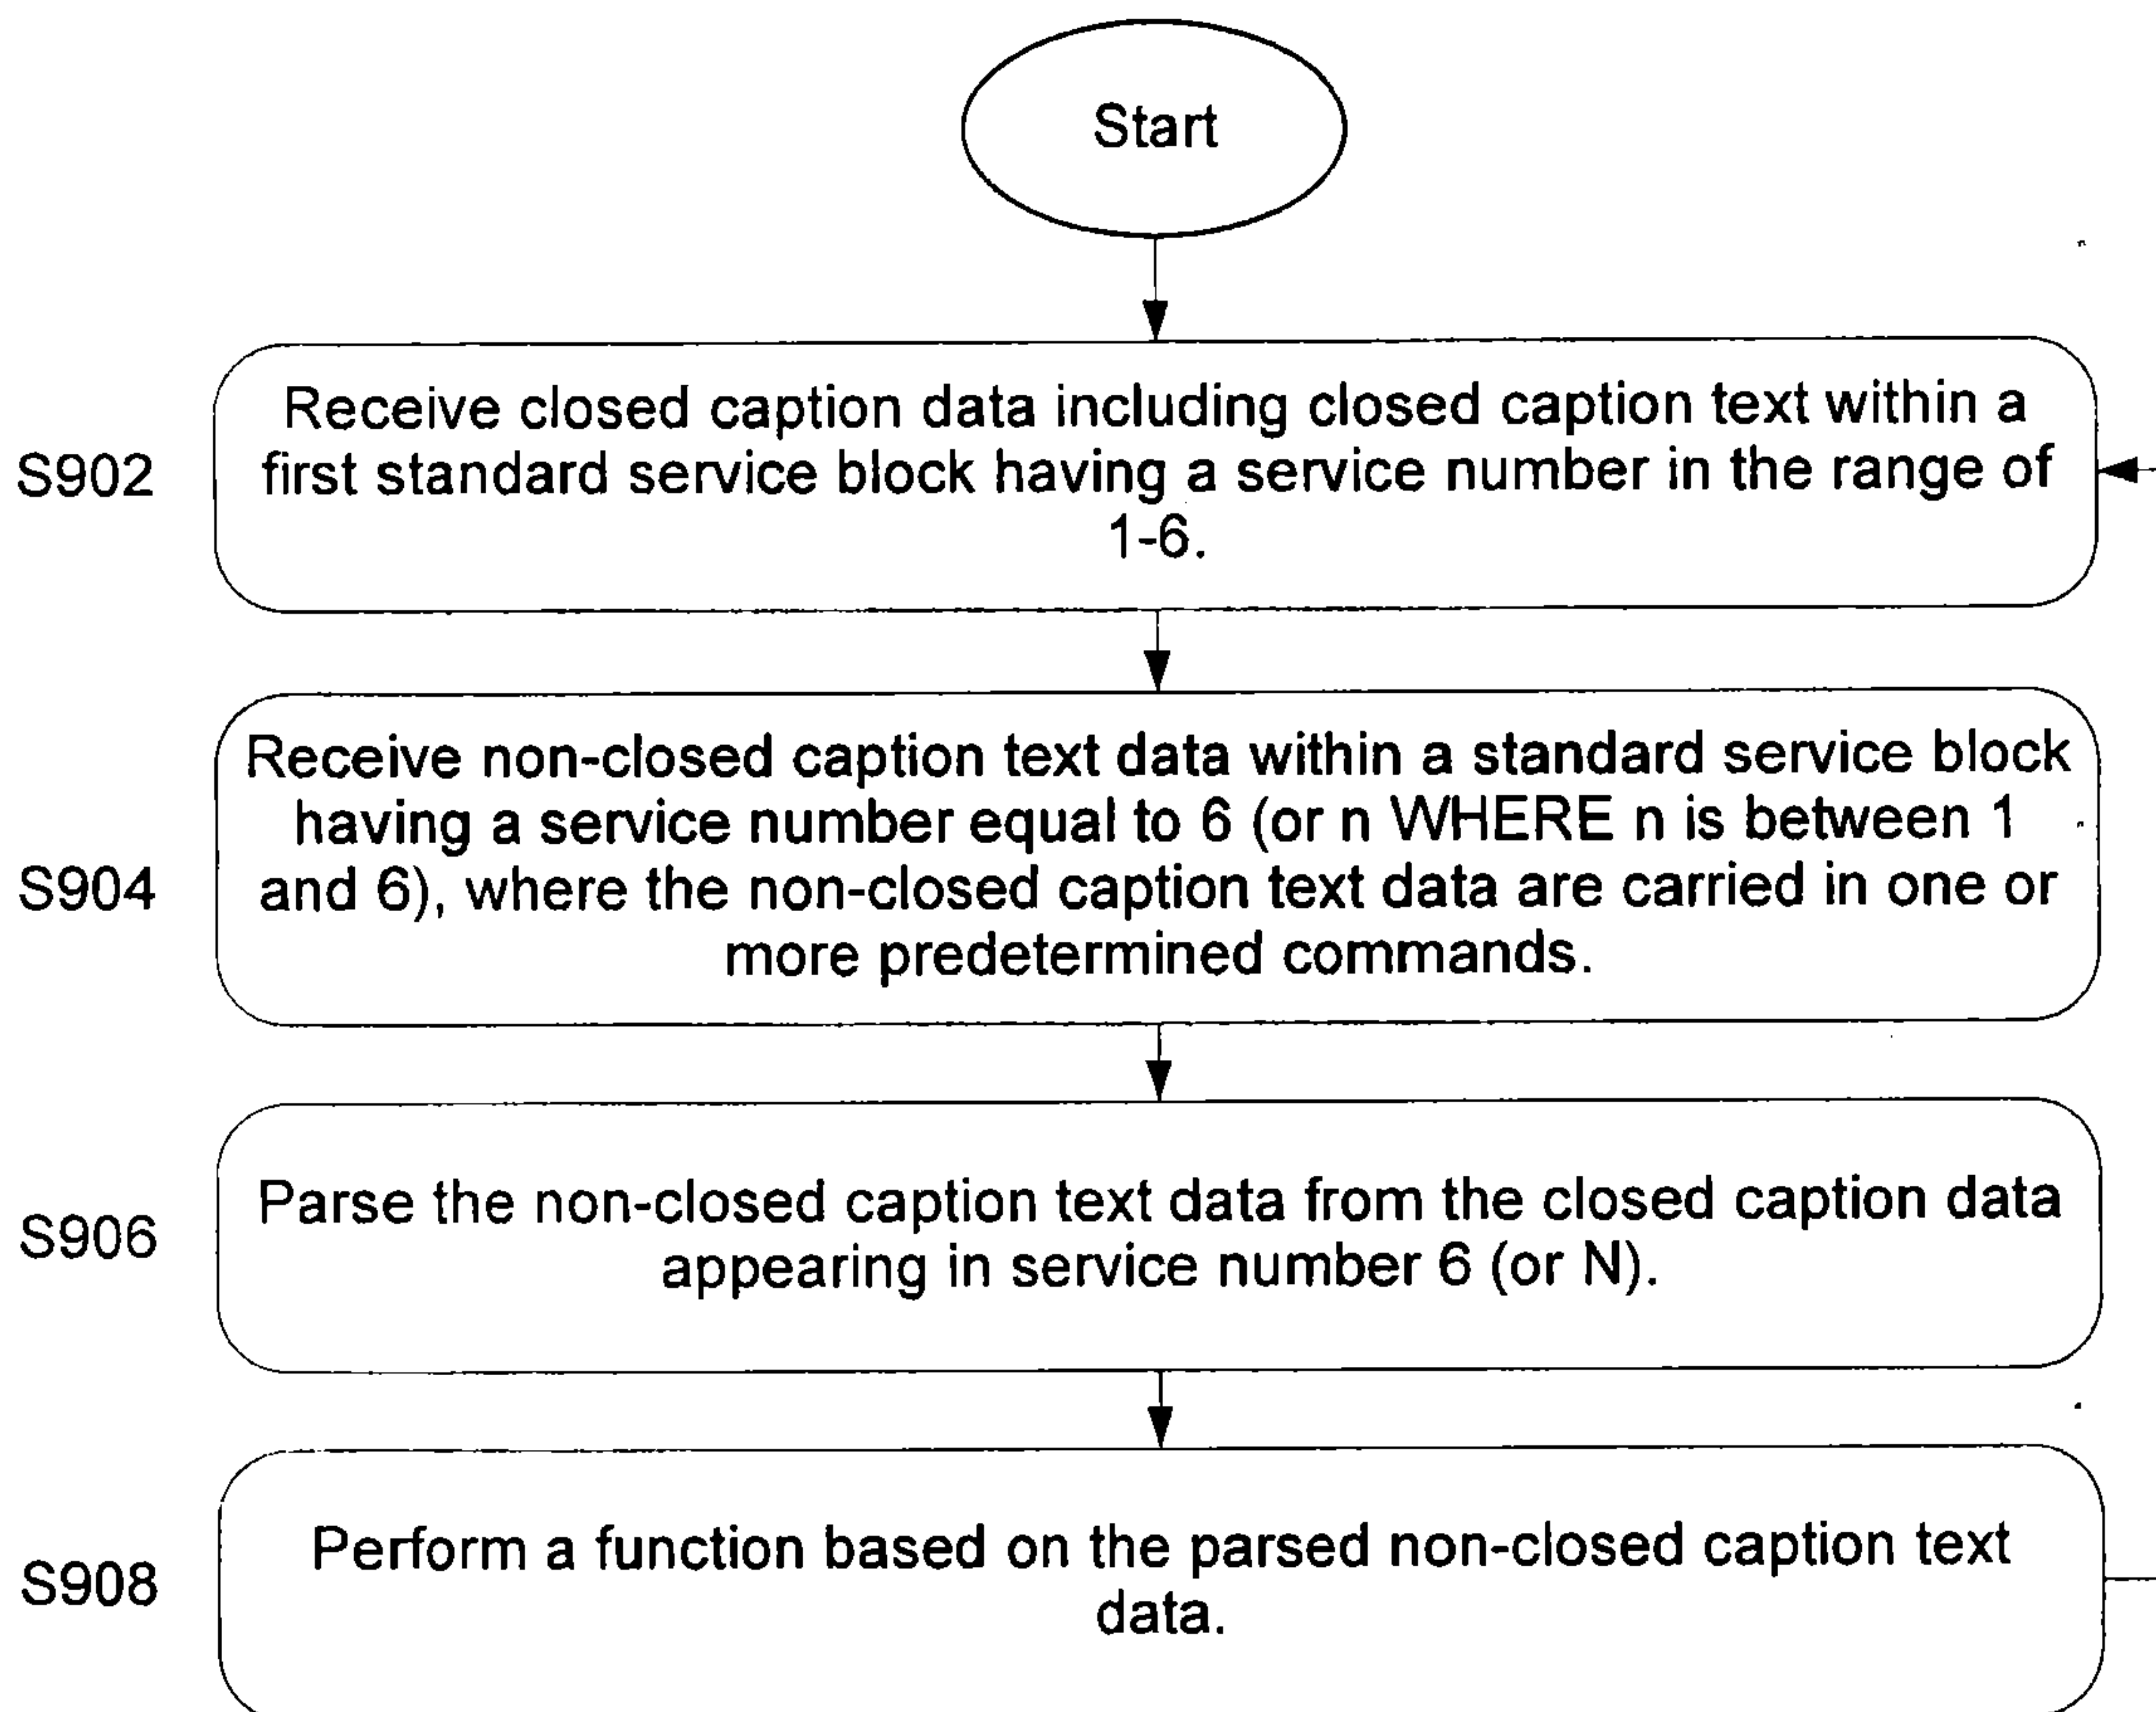 Start
S902
Receive closed caption data including closed caption text within a
first standard service block having a service number in the range of
1-6.
S904
Receive non-closed caption text data within a standard service block
having a service number equal to 6 (or n WHERE n is between 1
and 6), where the non-closed caption text data are carried in one or
more predetermined commands.
S906
Parse the non-closed caption text data from the closed caption data
appearing in service number 6 (or N).
S908
Perform a function based on the parsed non-closed caption text
data.